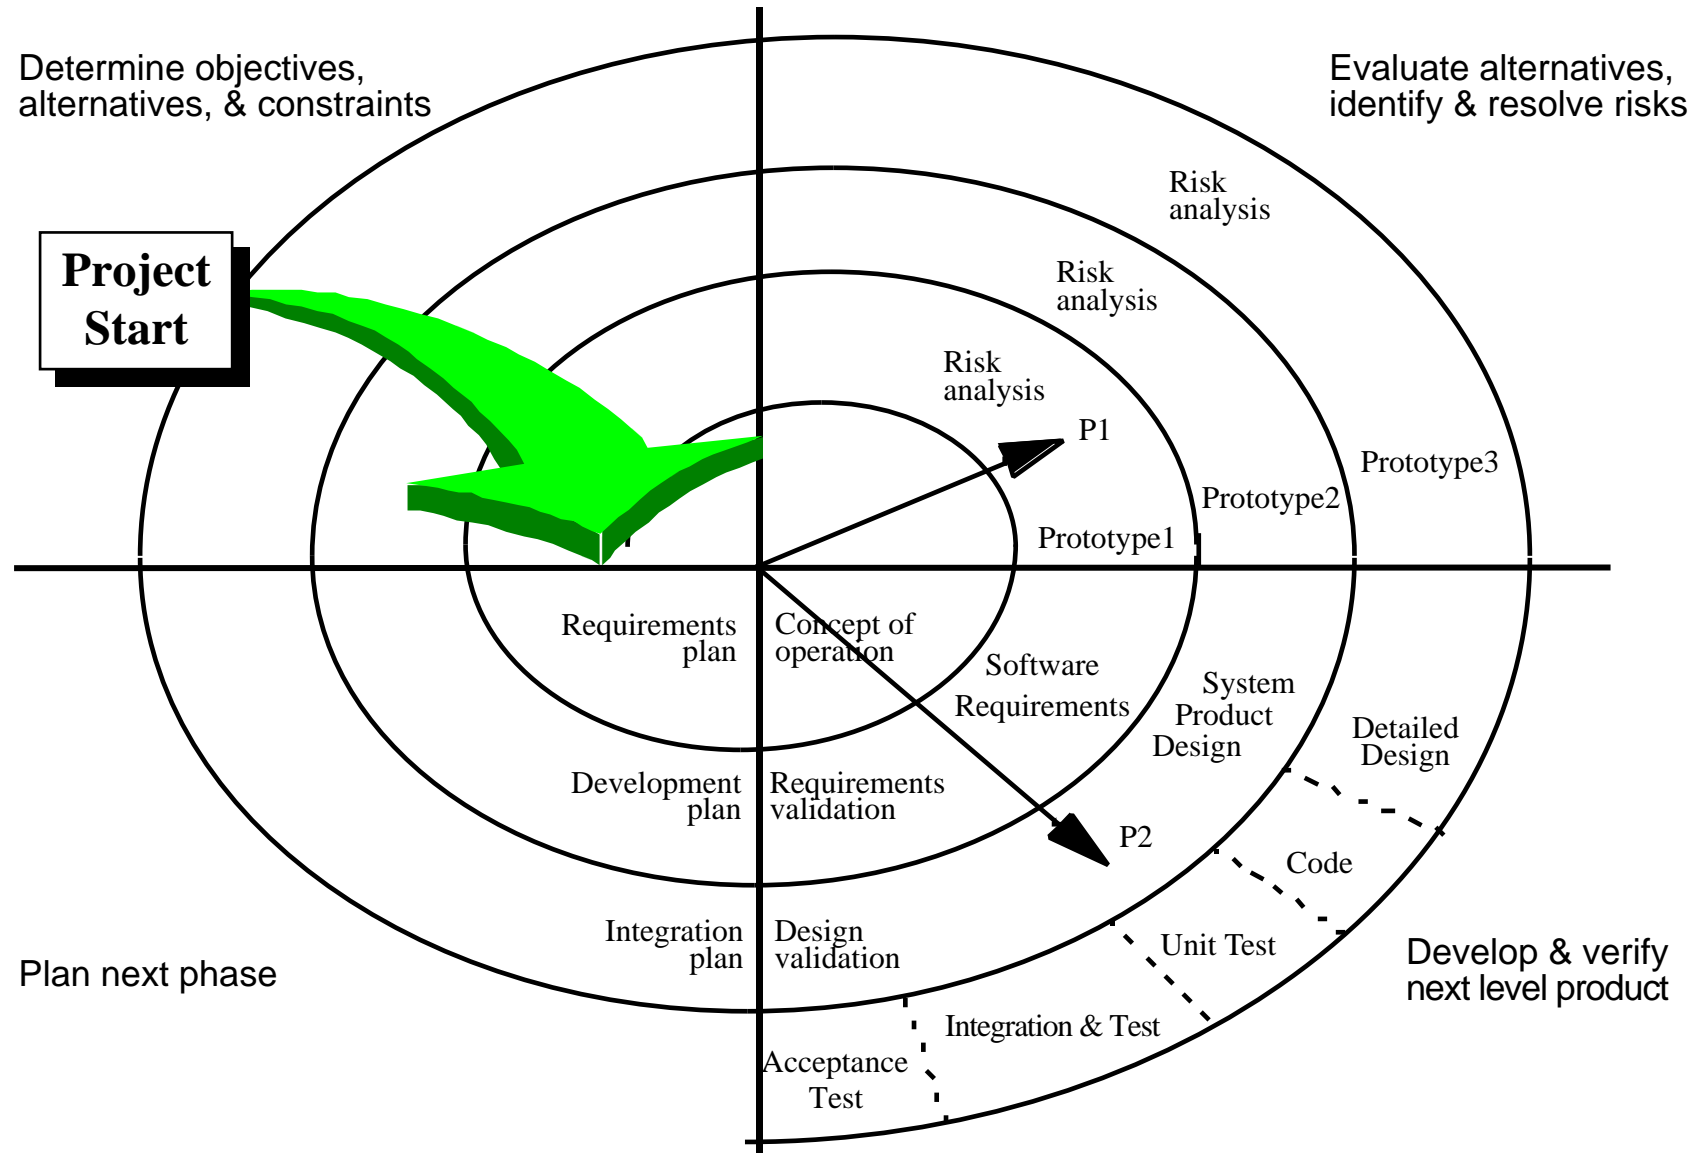 Determine objectives,
alternatives, & constraints
Evaluate alternatives,
identify & resolve risks
Project
Start
Risk
analysis
Risk
analysis
Risk
analysis
P1
Prototype3
Prototype2
Prototype1
Requirements
plan
Concept of
operation
Software
Requirements
System
Product
Design
Detailed
Design
Development
plan
Requirements
validation
P2
Code
Integration
plan
Design
validation
Unit Test
Plan next phase
Develop & verify
next level product
Integration & Test
Acceptance
Test